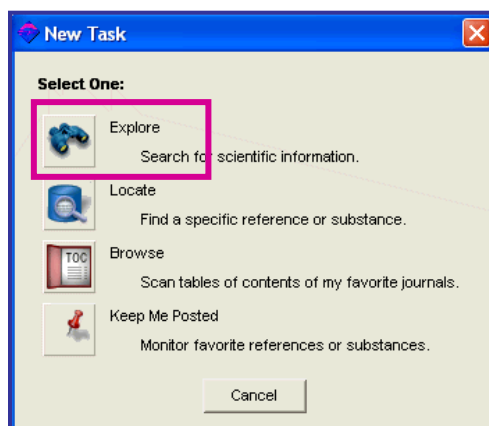 New Task
Select One:
Explore
Search for scientific information.
Locate
Find a specific reference or substance.
TOC
Browse
Scan tables of contents of my favorite journals.
Keep Me Posted
Monitor favorite references or substances.
Cancel